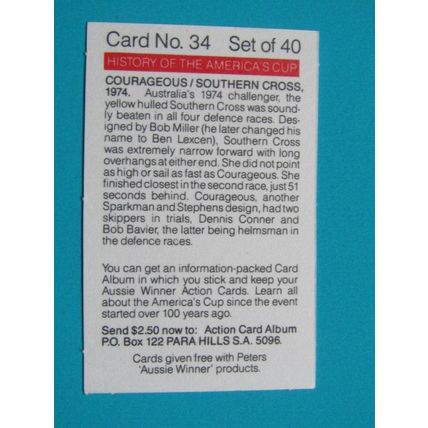 Card No. 34 Set of 40
HISTORY OF THE AMERICA'S CUP
COURAGEOUS/SOUTHERN CROSS,
1974. Australia's 1974 challenger, the
yellow hulled Southern Cross was sound-
ly beaten in all four defence races. Des-
igned by Bob Miller (he later changed his
name to Ben Lexcen), Southern Cross
was extremely narrow forward with long
overhangs at either end. She did not point
as high or sail as fast as Courageous. She
finished closest in the second race, just 51
seconds behind. Courageous, another
Sparkman and Stephens design, had two
skippers in trials, Dennis Conner and
Bob Bavier, the latter being helmsman in
the defence races.
You can get an information-packed Card
Album in which you stick and keep your
Aussie Winner Action Cards. Learn all
about the America's Cup since the event
started over 100 years ago.
Send $2.50 now to: Action Card Album
P.O. Box 122 PARA HILLS S.A. 5096.
Cards given free with Peters
'Aussie Winner' products.